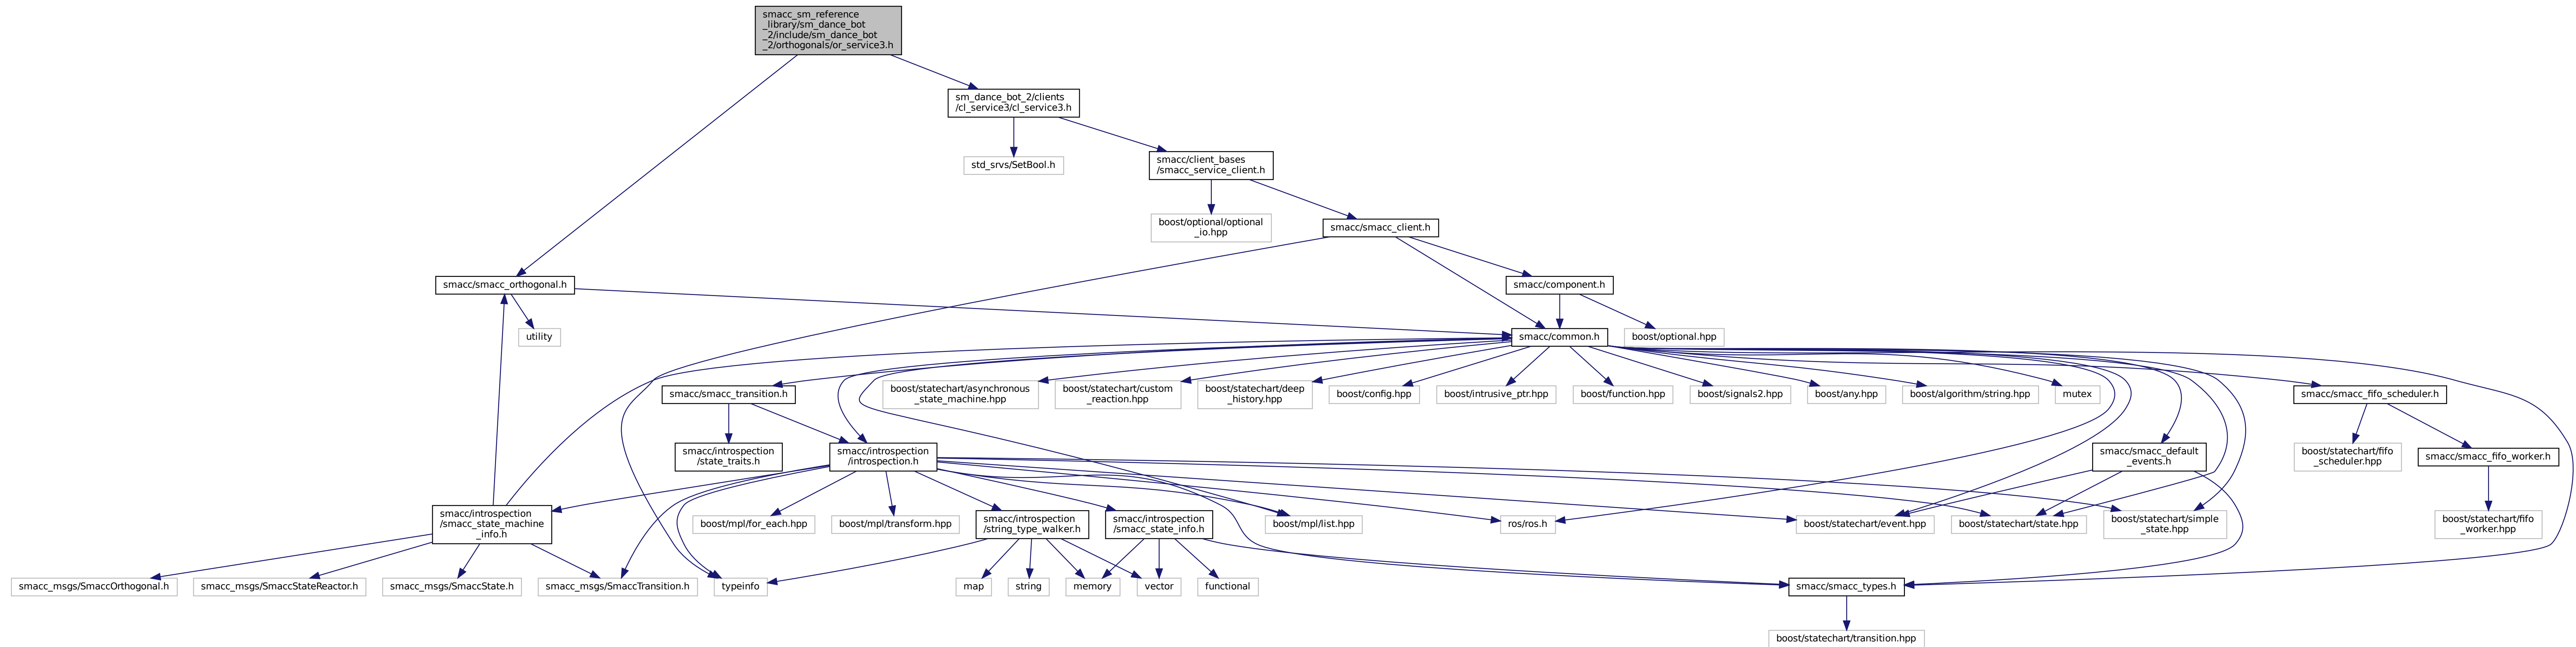 smacc_sm_reference
_library/sm_dance_bot
_2/include/sm_dance_bot
_2/orthogonals/or_service3.h
sm_dance_bot_2/clients
/cl_service3/cl_service3.h
std_srvs/SetBool.h
smacc/client_bases
/smacc_service_client.h
boost/optional/optional
_io.hpp
smacc/smacc_client.h
smacc/smacc_orthogonal.h
smacc/component.h
utility
smacc/common.h
boost/optional.hpp
smacc/smacc_transition.h
boost/statechart/asynchronous
_state_machine.hpp
boost/statechart/custom
_reaction.hpp
boost/statechart/deep
_history.hpp
boost/config.hpp
boost/intrusive_ptr.hpp
boost/function.hpp
boost/signals2.hpp
boost/any.hpp
boost/algorithm/string.hpp
mutex
smacc/smacc_fifo_scheduler.h
smacc/introspection
/state_traits.h
smacc/introspection
/introspection.h
smacc/smacc_default
_events.h
boost/statechart/fifo
_scheduler.hpp
smacc/smacc_fifo_worker.h
smacc/introspection
/smacc_state_machine
_info.h
boost/mpl/for_each.hpp
boost/mpl/transform.hpp
smacc/introspection
/string_type_walker.h
smacc/introspection
/smacc_state_info.h
boost/mpl/list.hpp
ros/ros.h
boost/statechart/event.hpp
boost/statechart/state.hpp
boost/statechart/simple
_state.hpp
boost/statechart/fifo
_worker.hpp
smacc_msgs/SmaccOrthogonal.h
smacc_msgs/SmaccStateReactor.h
smacc_msgs/SmaccState.h
smacc_msgs/SmaccTransition.h
typeinfo
map
string
memory
vector
functional
smacc/smacc_types.h
boost/statechart/transition.hpp